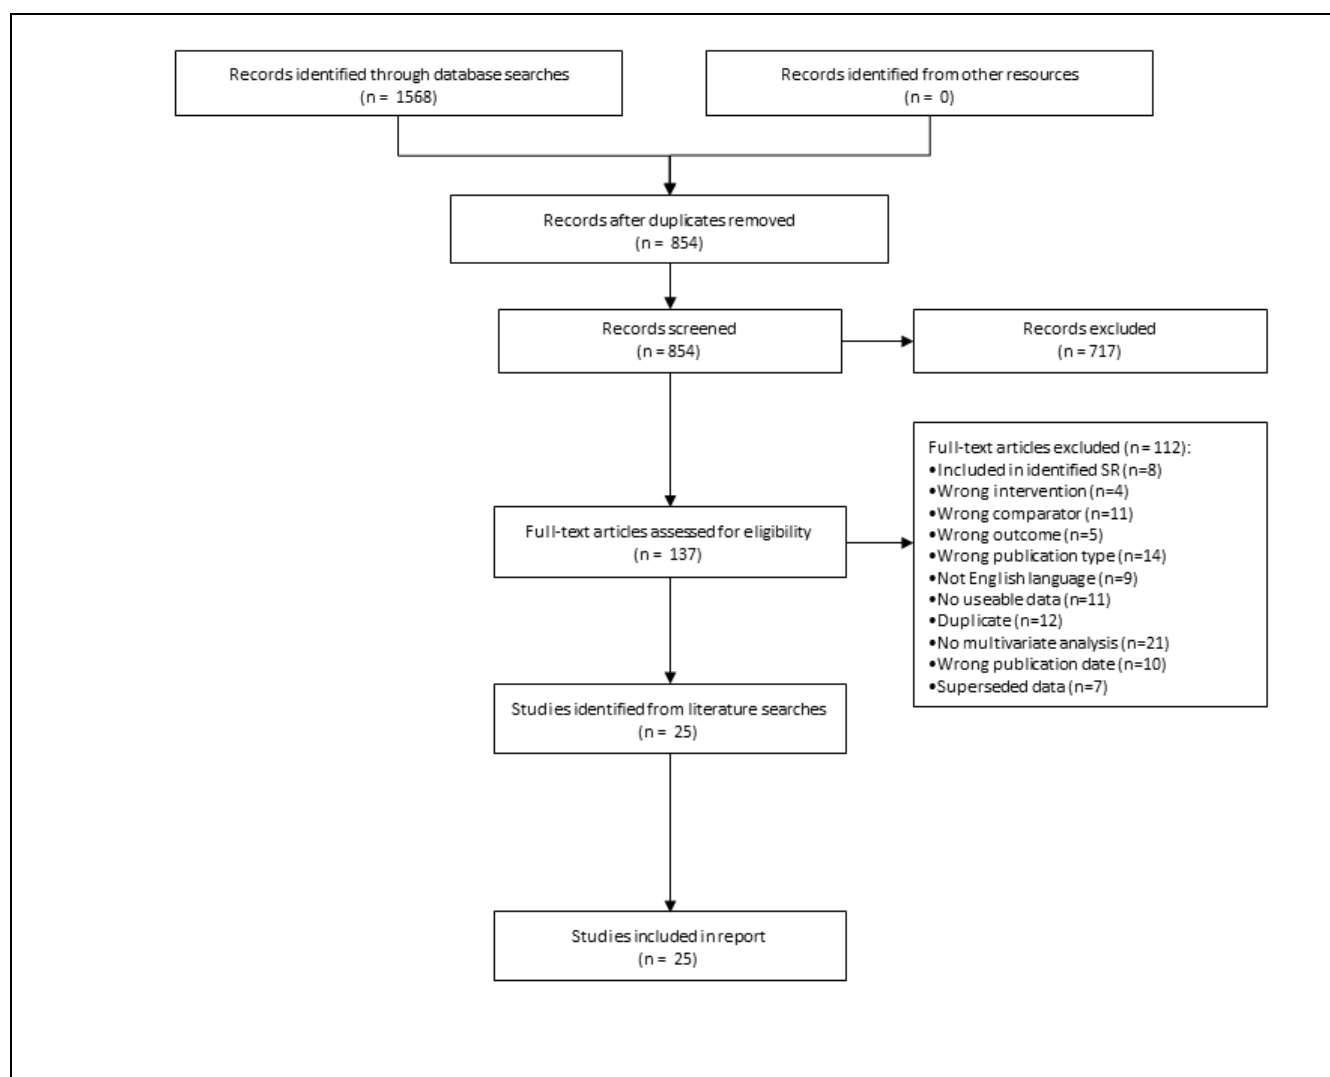 Records identified through database searches
(n = 1568)
Records identified from other resources
(n = 0)
Records after duplicates removed
(n = 854)
Records screened
(n = 854)
Records excluded
(n = 717)
Full-text articles excluded (n = 112):
•Included in identified SR (n=8)
•Wrong intervention (n=4)
•Wrong comparator (n=11)
•Wrong outcome (n=5)
•Wrong publication type (n=14)
•Not English language (n=9)
•No useable data (n=11)
•Duplicate (n=12)
•No multivariate analysis (n=21)
•Wrong publication date (n=10)
•Superseded data (n=7)
Full-text articles assessed for eligibility
(n = 137)
Studies identified from literature searches
(n = 25)
Studies included in report
(n = 25)